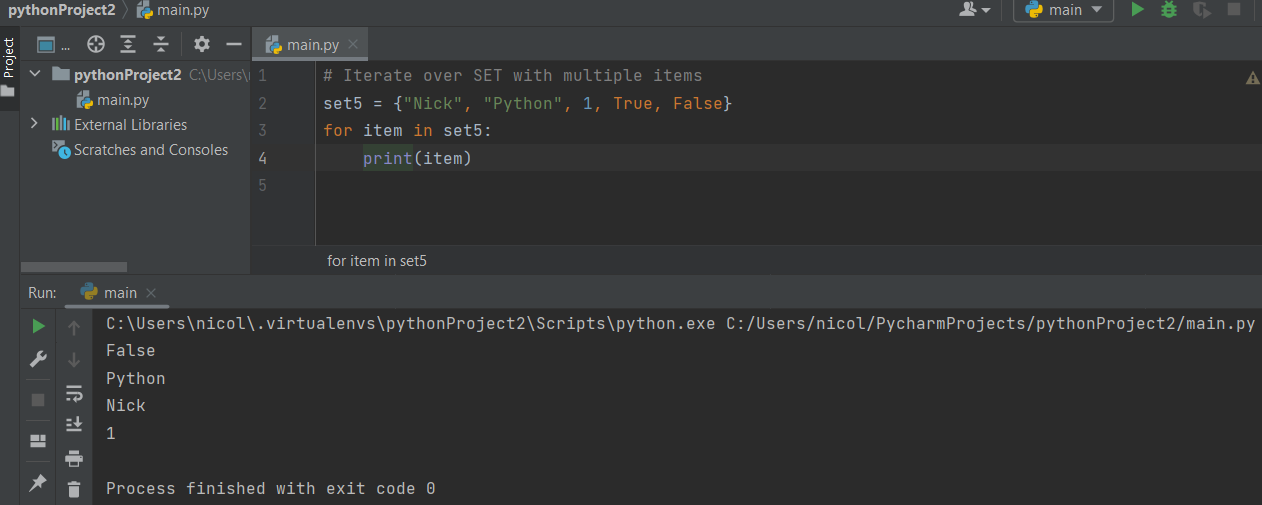 pythonProject2 main.py
main
Project
...
main.py
pythonProject2 C:\Users\
main.py
External Libraries
Scratches and Consoles
1 # Iterate over SET with multiple items
2 set5 = {"Nick", "Python", 1, True, False}
3 for item in set5:
4 print(item)
5
for item in set5
Run: main
C:\Users\nicol\.virtualenvs\pythonProject2\Scripts\python.exe C:/Users/nicol/PycharmProjects/pythonProject2/main.py
False
Python
Nick
1
Process finished with exit code 0